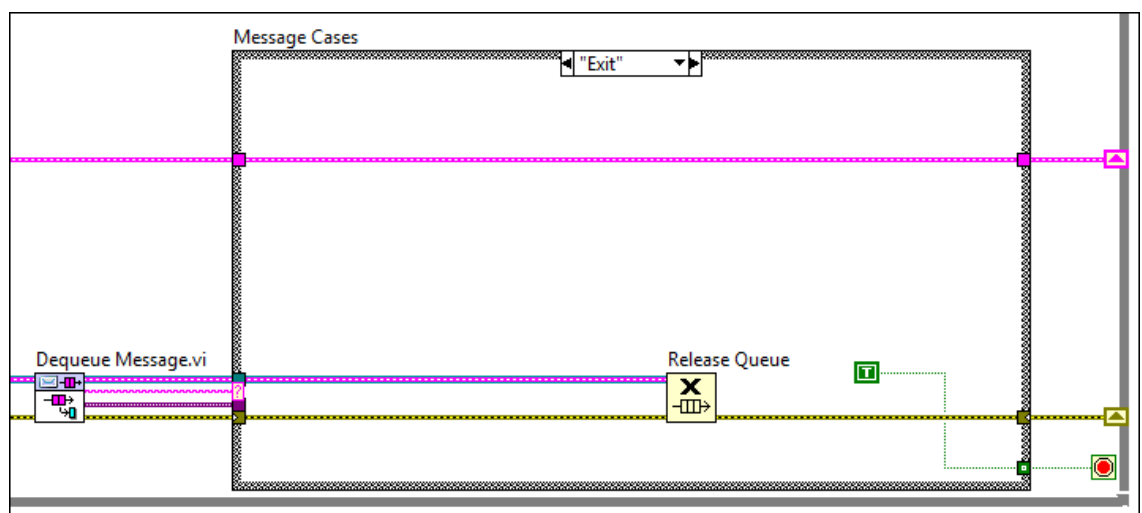 Message Cases
"Exit"
Dequeue Message.vi
?
Release Queue
X
T